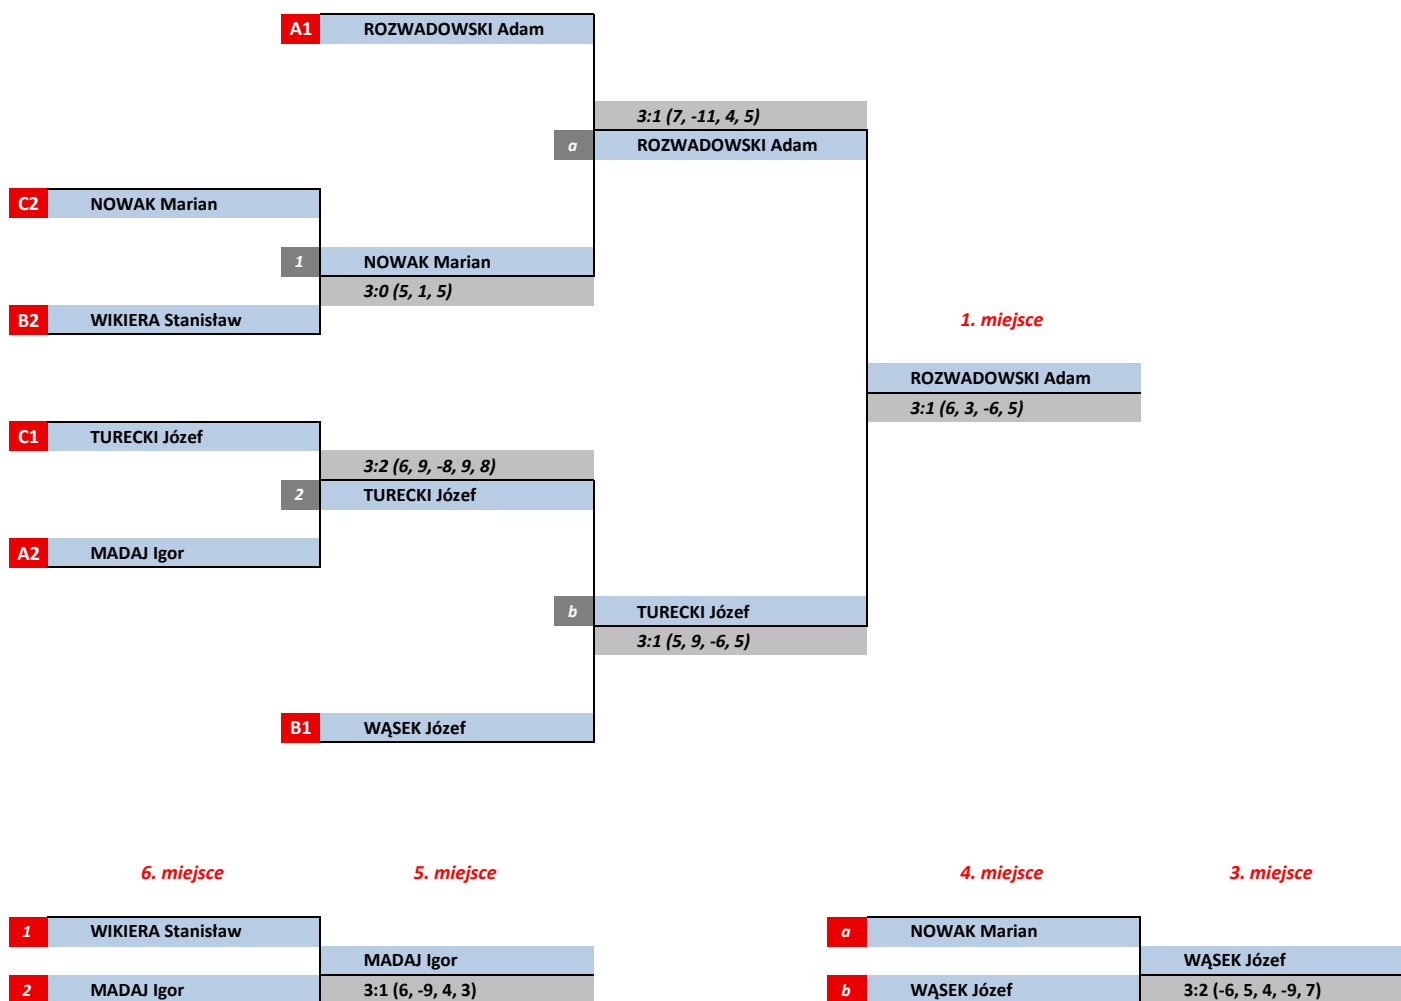 A1 ROZWADOWSKI Adam
3:1 (7, -11, 4, 5)
a ROZWADOWSKI Adam
C2 NOWAK Marian
1 NOWAK Marian
3:0 (5, 1, 5)
B2 WIKIERA Stanisław
1. miejsce
ROZWADOWSKI Adam
3:1 (6, 3, -6, 5)
C1 TURECKI Józef
3:2 (6, 9, -8, 9, 8)
2 TURECKI Józef
A2 MADAJ Igor
b TURECKI Józef
3:1 (5, 9, -6, 5)
B1 WĄSEK Józef
6. miejsce 5. miejsce 4. miejsce 3. miejsce
1 WIKIERA Stanisław a NOWAK Marian
MADAJ Igor WĄSEK Józef
2 MADAJ Igor 3:1 (6, -9, 4, 3) b WĄSEK Józef 3:2 (-6, 5, 4, -9, 7)